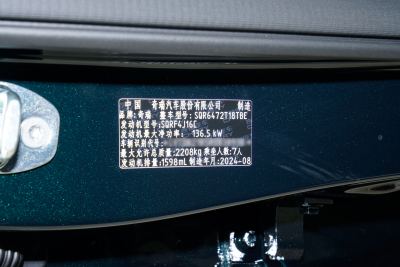 中国 奇瑞汽车股份有限公司 制造
品牌：奇瑞 整车型号：SQR6472T18T8E
发动机型号：SQRF4J16C
发动机最大净功率： 136.5 kW
车辆识别代号：
最大允许总质量：2208kg 乘坐人数：7人
发动机排量：1598mL 制造年月：2024-08